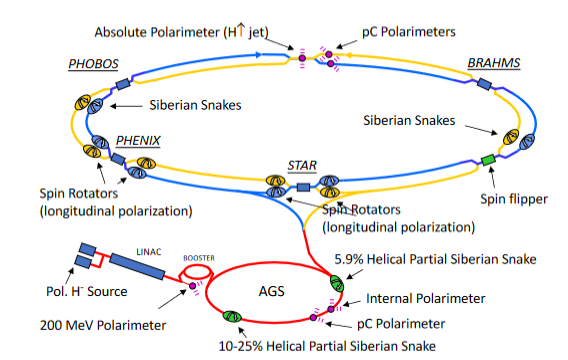 Absolute Polarimeter (H↑ jet)
pC Polarimeters
PHOBOS
BRAHMS
Siberian Snakes
Siberian Snakes
PHENIX
STAR
Spin Rotators
(longitudinal polarization)
Spin Rotators
(longitudinal polarization)
Spin flipper
5.9% Helical Partial Siberian Snake
LINAC
BOOSTER
AGS
Pol. H⁻ Source
Internal Polarimeter
200 MeV Polarimeter
pC Polarimeter
10-25% Helical Partial Siberian Snake